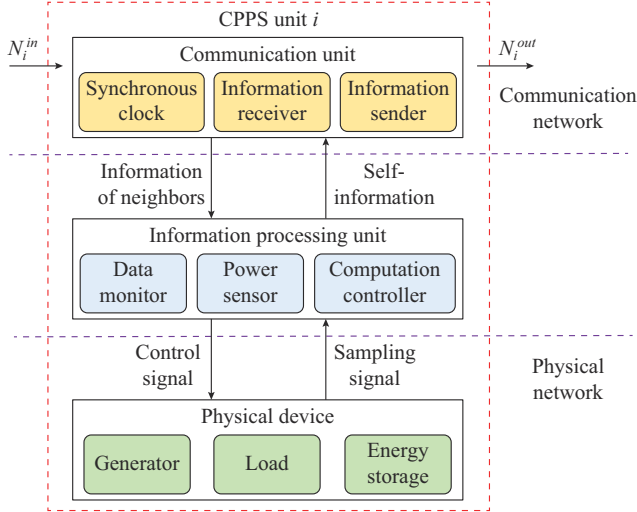 CPPS unit i
N_i^{in}
N_i^{out}
Communication unit
Synchronous
clock
Information
receiver
Information
sender
Communication
network
Information
of neighbors
Self-
information
Information processing unit
Data
monitor
Power
sensor
Computation
controller
Control
signal
Sampling
signal
Physical
network
Physical device
Generator
Load
Energy
storage